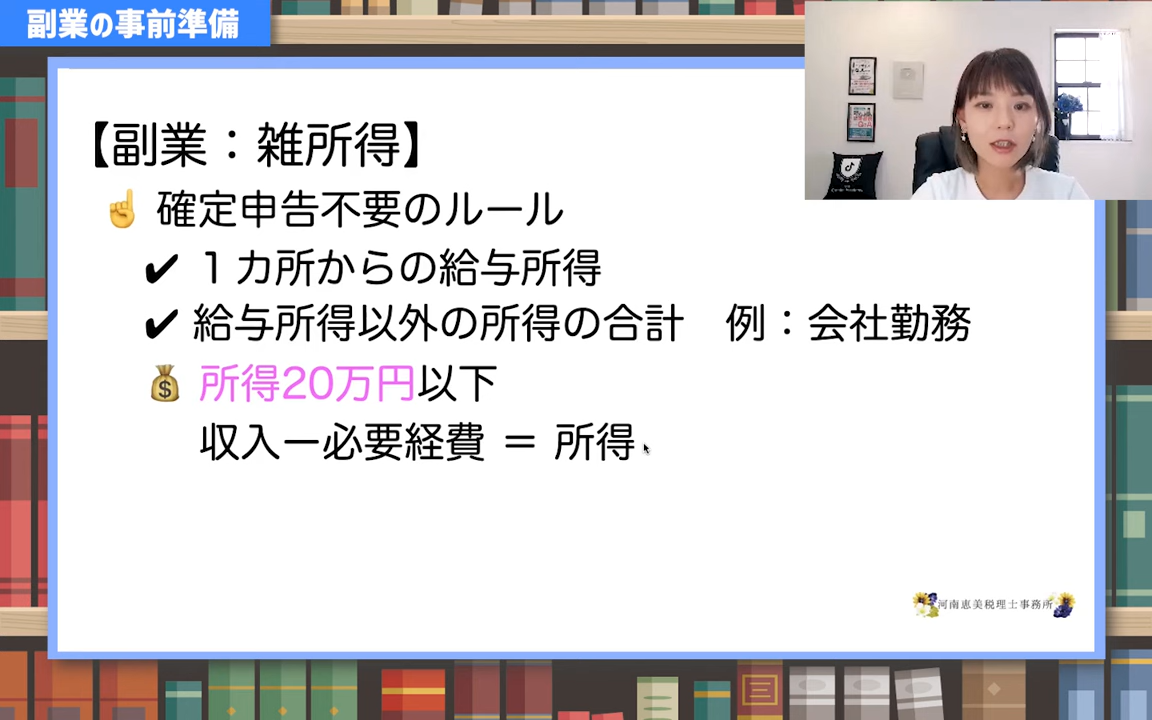 副業の事前準備
【副業：雑所得】
☝ 確定申告不要のルール
✔ 1カ所からの給与所得
✔ 給与所得以外の所得の合計　例：会社勤務
💰 所得20万円以下
収入ー必要経費 ＝ 所得
河南恵美税理士事務所